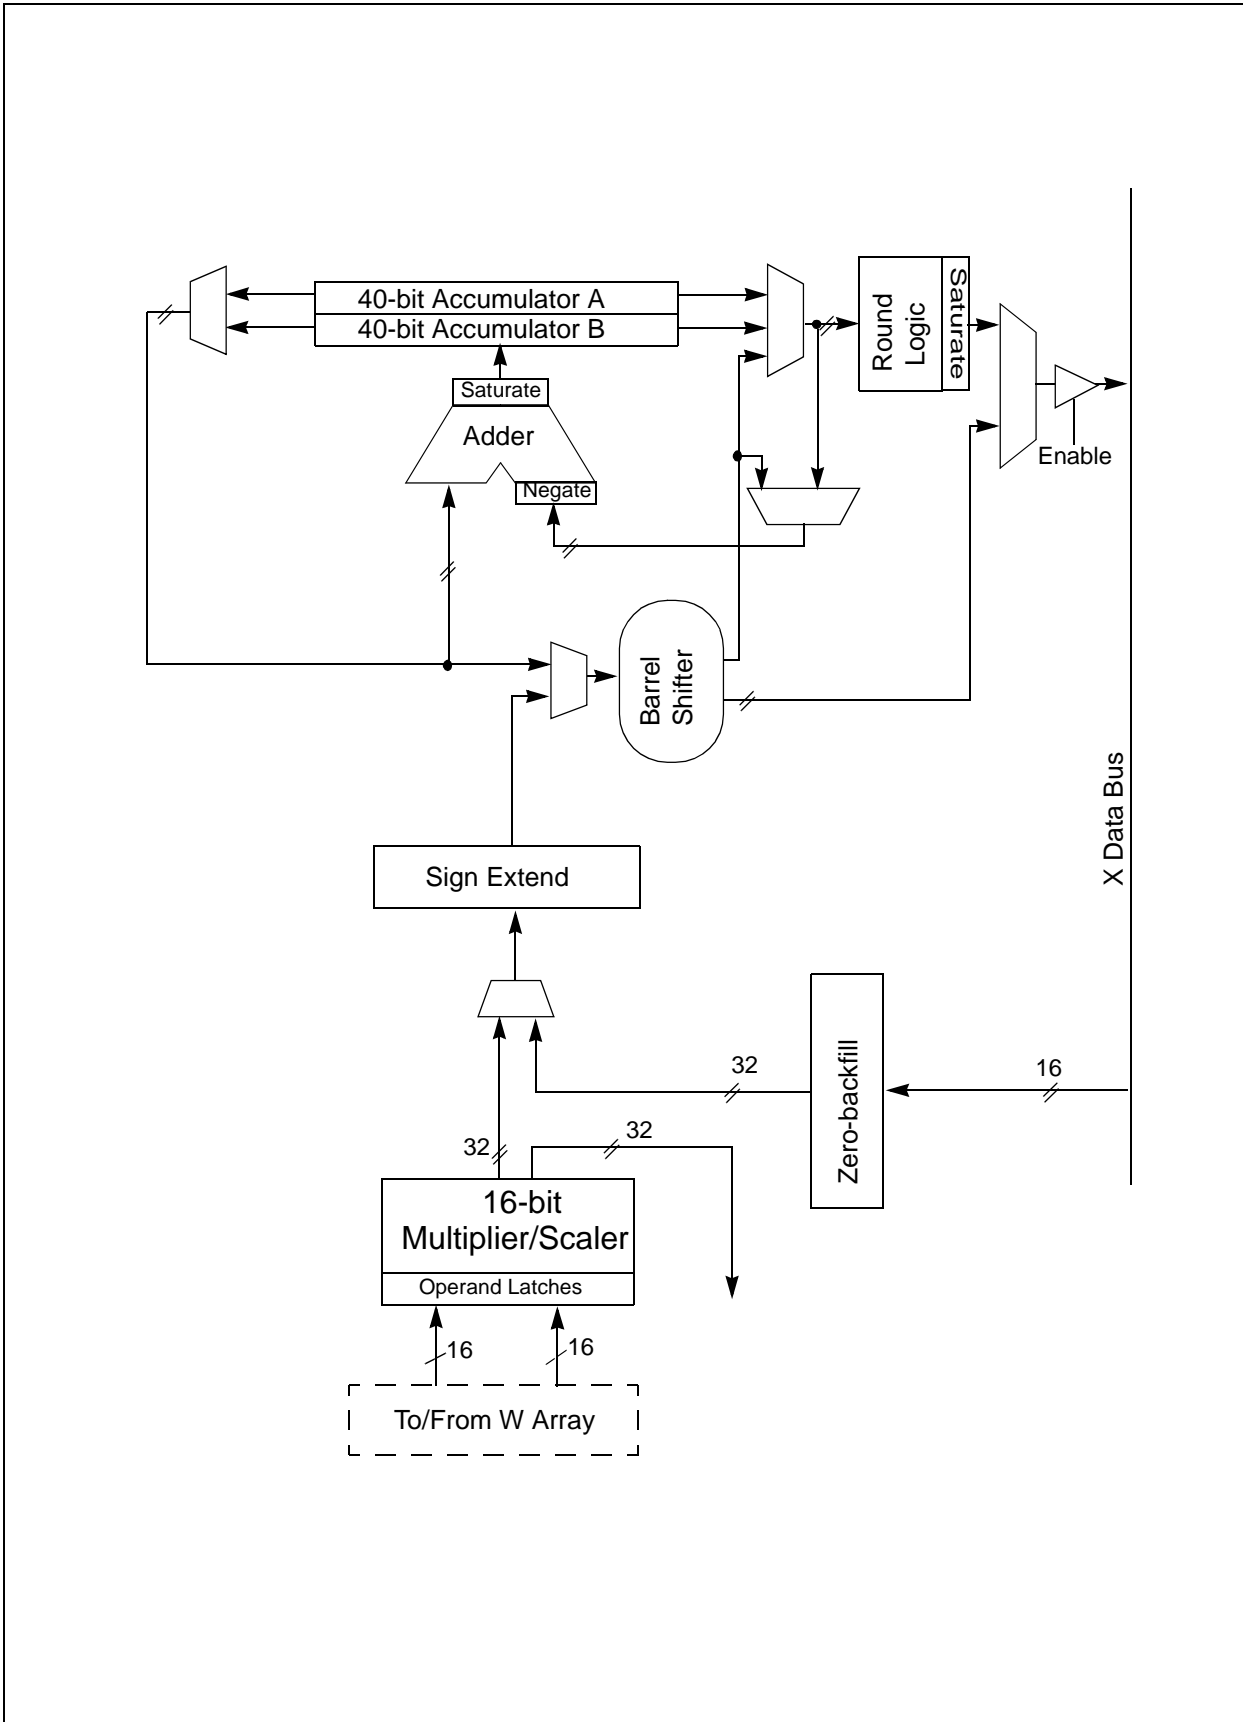 40-bit Accumulator A
40-bit Accumulator B
Saturate
Adder
Negate
Round
Logic
Saturate
Enable
Barrel
Shifter
X Data Bus
Sign Extend
32
16
Zero-backfill
32
32
16-bit
Multiplier/Scaler
Operand Latches
16
16
To/From W Array